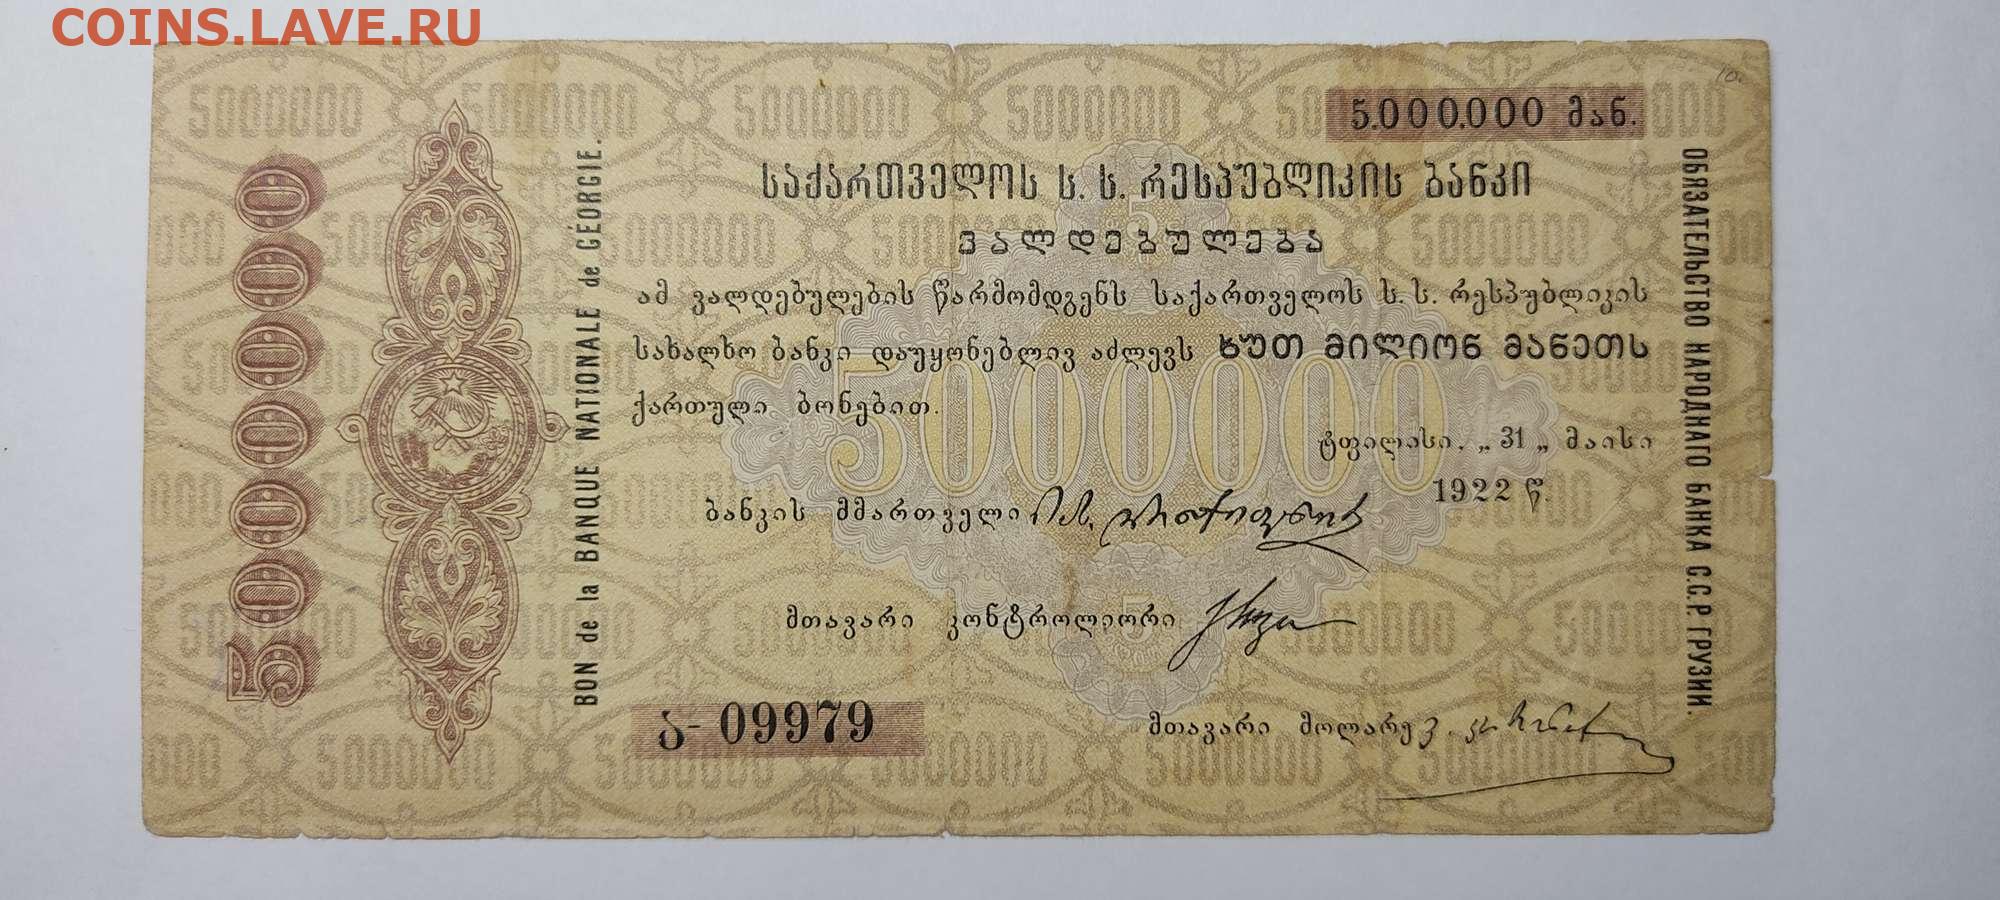 COINS.LAVE.RU
5000000
5.000.000 მან.
საქართველოს ს. ს. რესპუბლიკის ბანკი
ვალდებულება
ამ ვალდებულების წარმომდგენს საქართველოს ს. ს. რესპუბლიკის
სახალხო ბანკი დაუყონებლივ აძლევს ხუთ მილიონ მანეთს
ქართული ბონებით.
5000000
ტფილისი, „ 31 „ მაისი
1922 წ.
ბანკის მმართველი
მთავარი კონტროლიორი
მთავარი მოლარე
ა- 09979
BON de la BANQUE NATIONALE de GÉORGIE.
ОБЯЗАТЕЛЬСТВО НАРОДНАГО БАНКА С.С.Р. ГРУЗИИ.